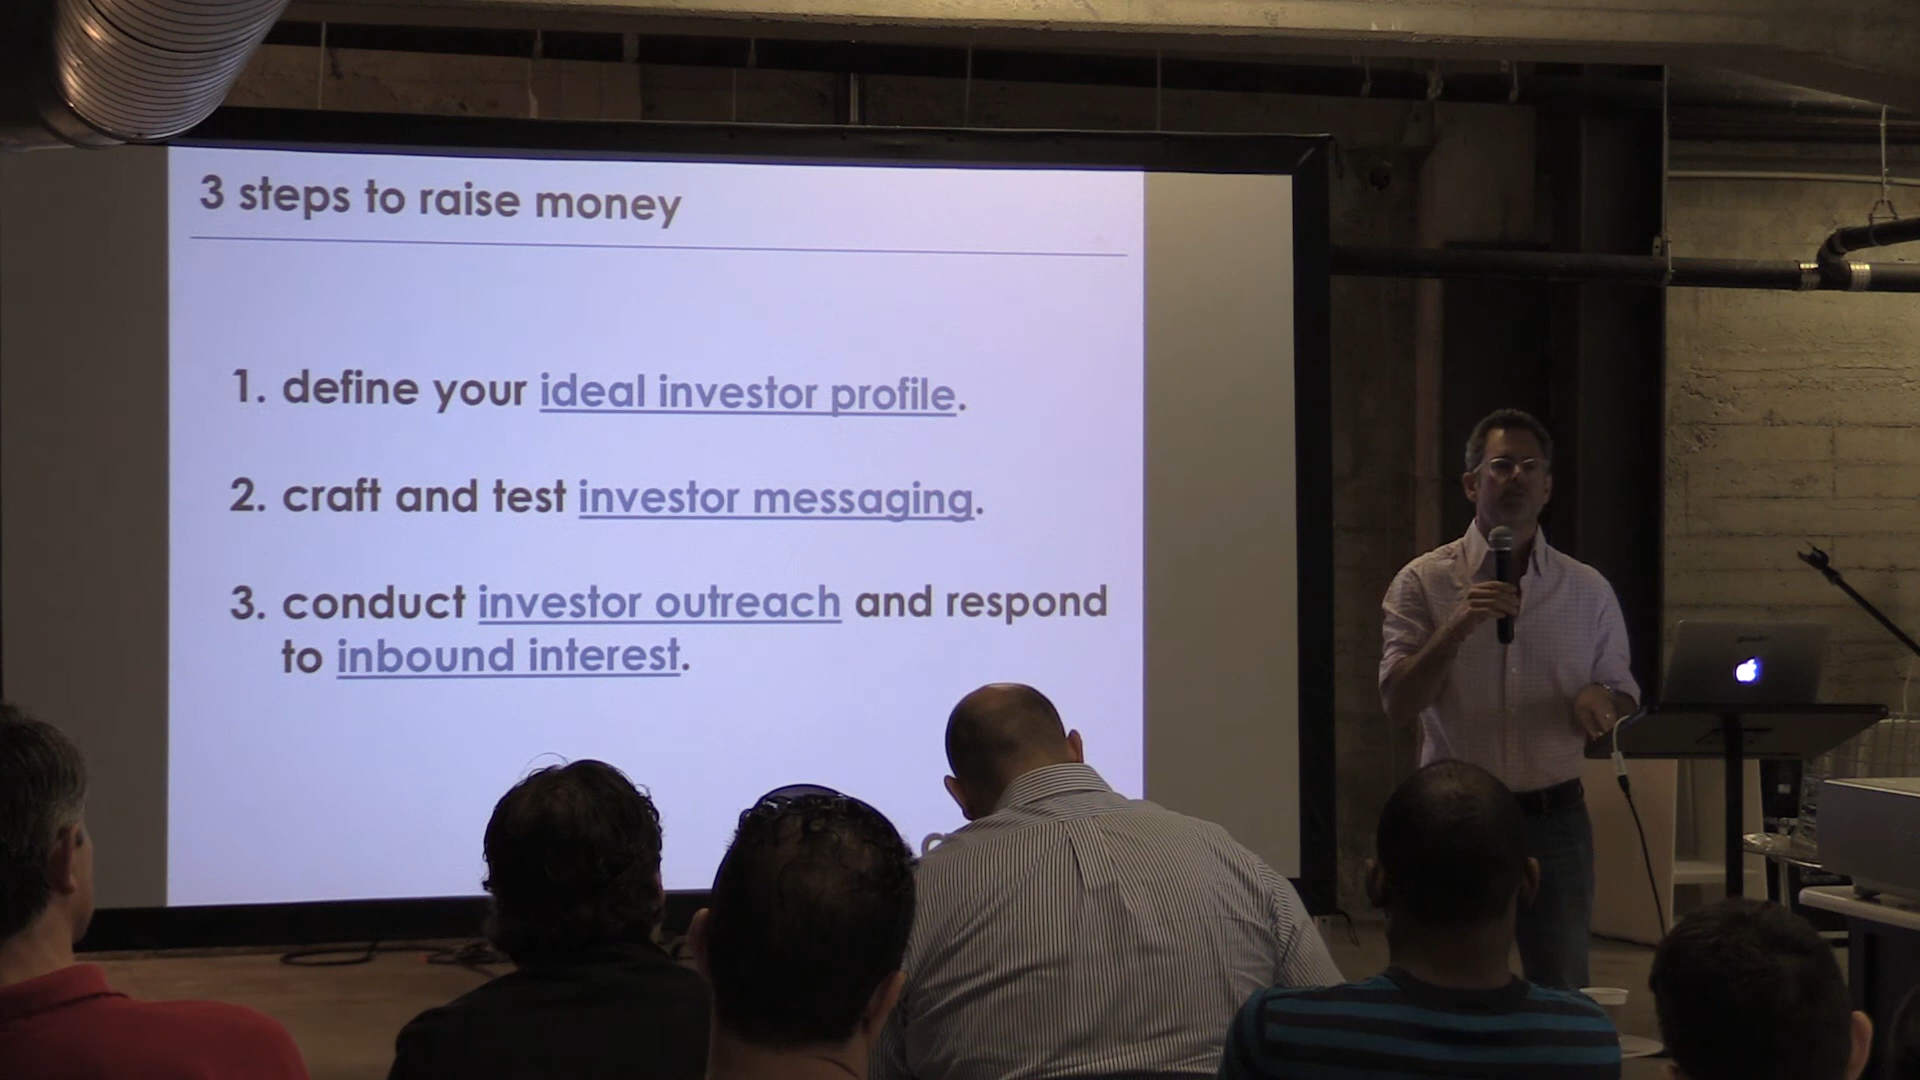 3 steps to raise money
1. define your ideal investor profile.
2. craft and test investor messaging.
3. conduct investor outreach and respond
to inbound interest.